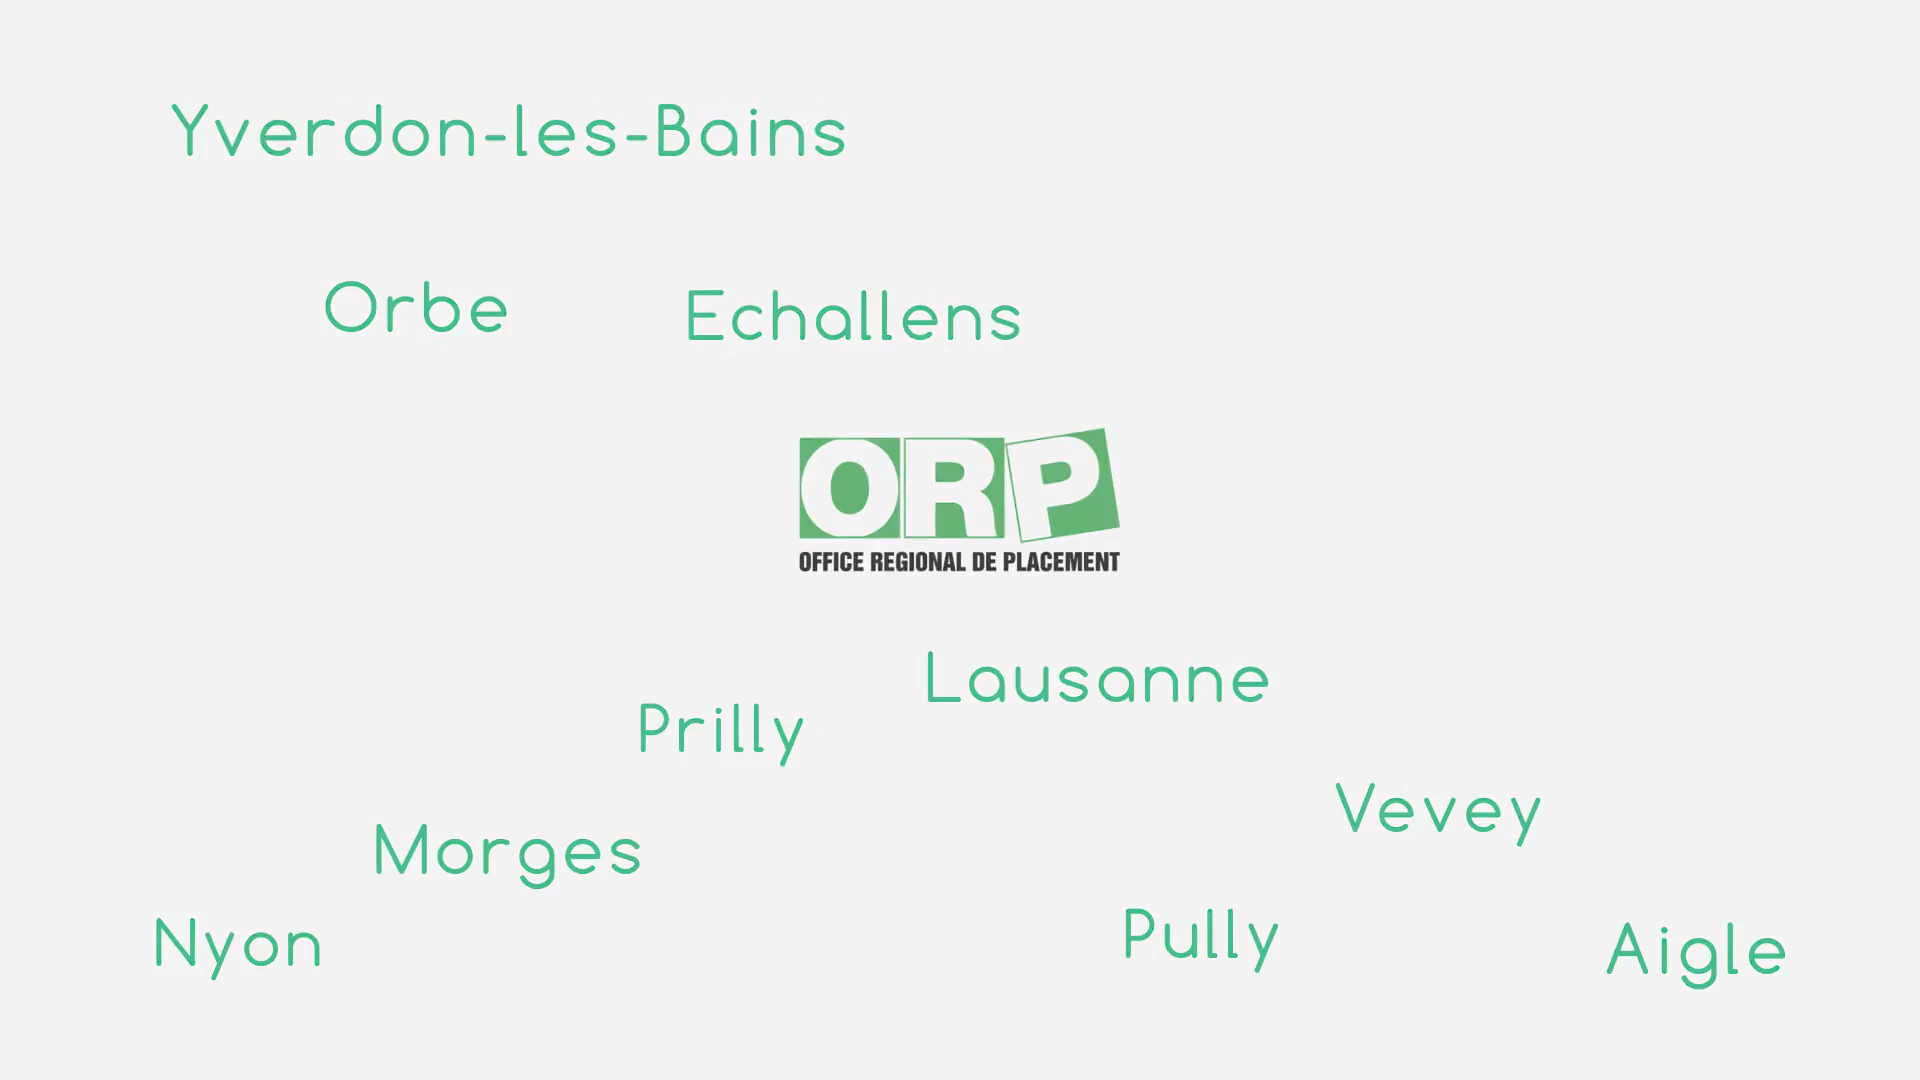 Yverdon-les-Bains
Orbe
Echallens
ORP
OFFICE REGIONAL DE PLACEMENT
Lausanne
Prilly
Vevey
Morges
Pully
Nyon
Aigle